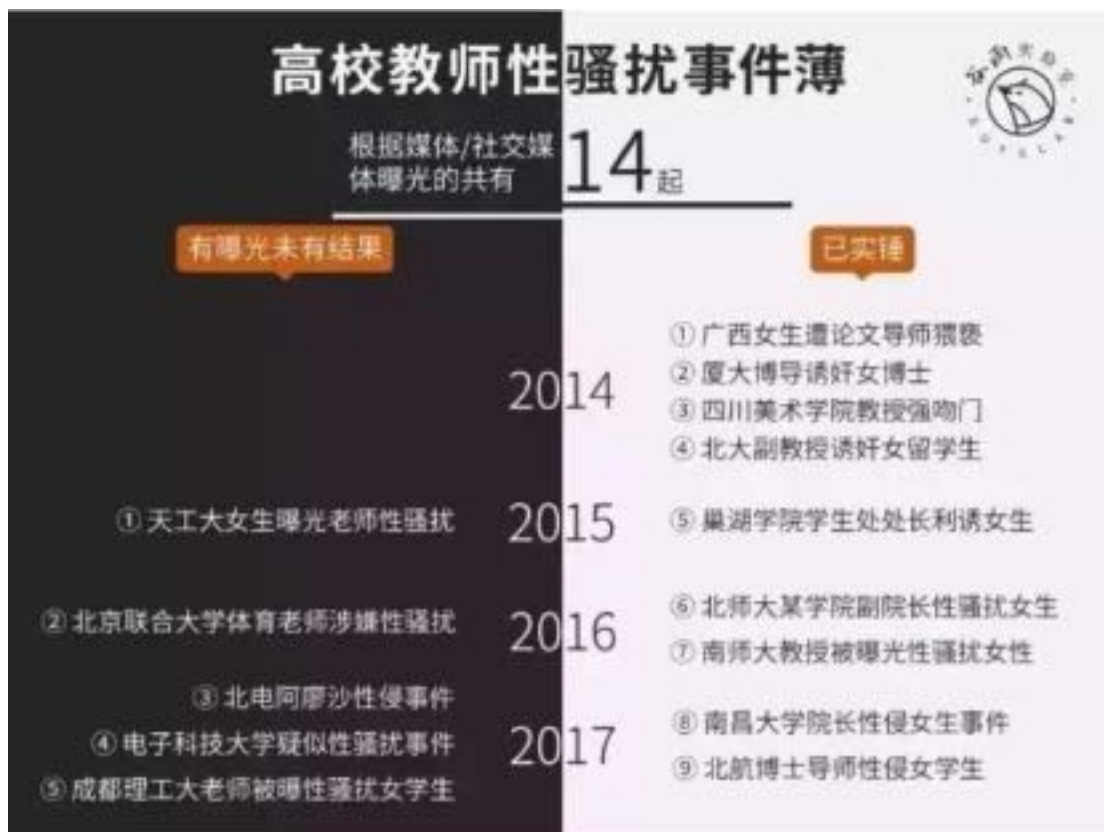 高校教师性骚扰事件薄
根据媒体/社交媒
体曝光的共有
14起
有曝光未有结果
已实锤
2014
① 广西女生遭论文导师猥亵
② 厦大博导诱奸女博士
③ 四川美术学院教授强吻门
④ 北大副教授诱奸女留学生
① 天工大女生曝光老师性骚扰
2015
⑤ 巢湖学院学生处处长利诱女生
② 北京联合大学体育老师涉嫌性骚扰
2016
⑥ 北师大某学院副院长性骚扰女生
⑦ 南师大教授被曝光性骚扰女性
③ 北电阿廖沙性侵事件
④ 电子科技大学疑似性骚扰事件
⑤ 成都理工大老师被曝性骚扰女学生
2017
⑧ 南昌大学院长性侵女生事件
⑨ 北航博士导师性侵女学生